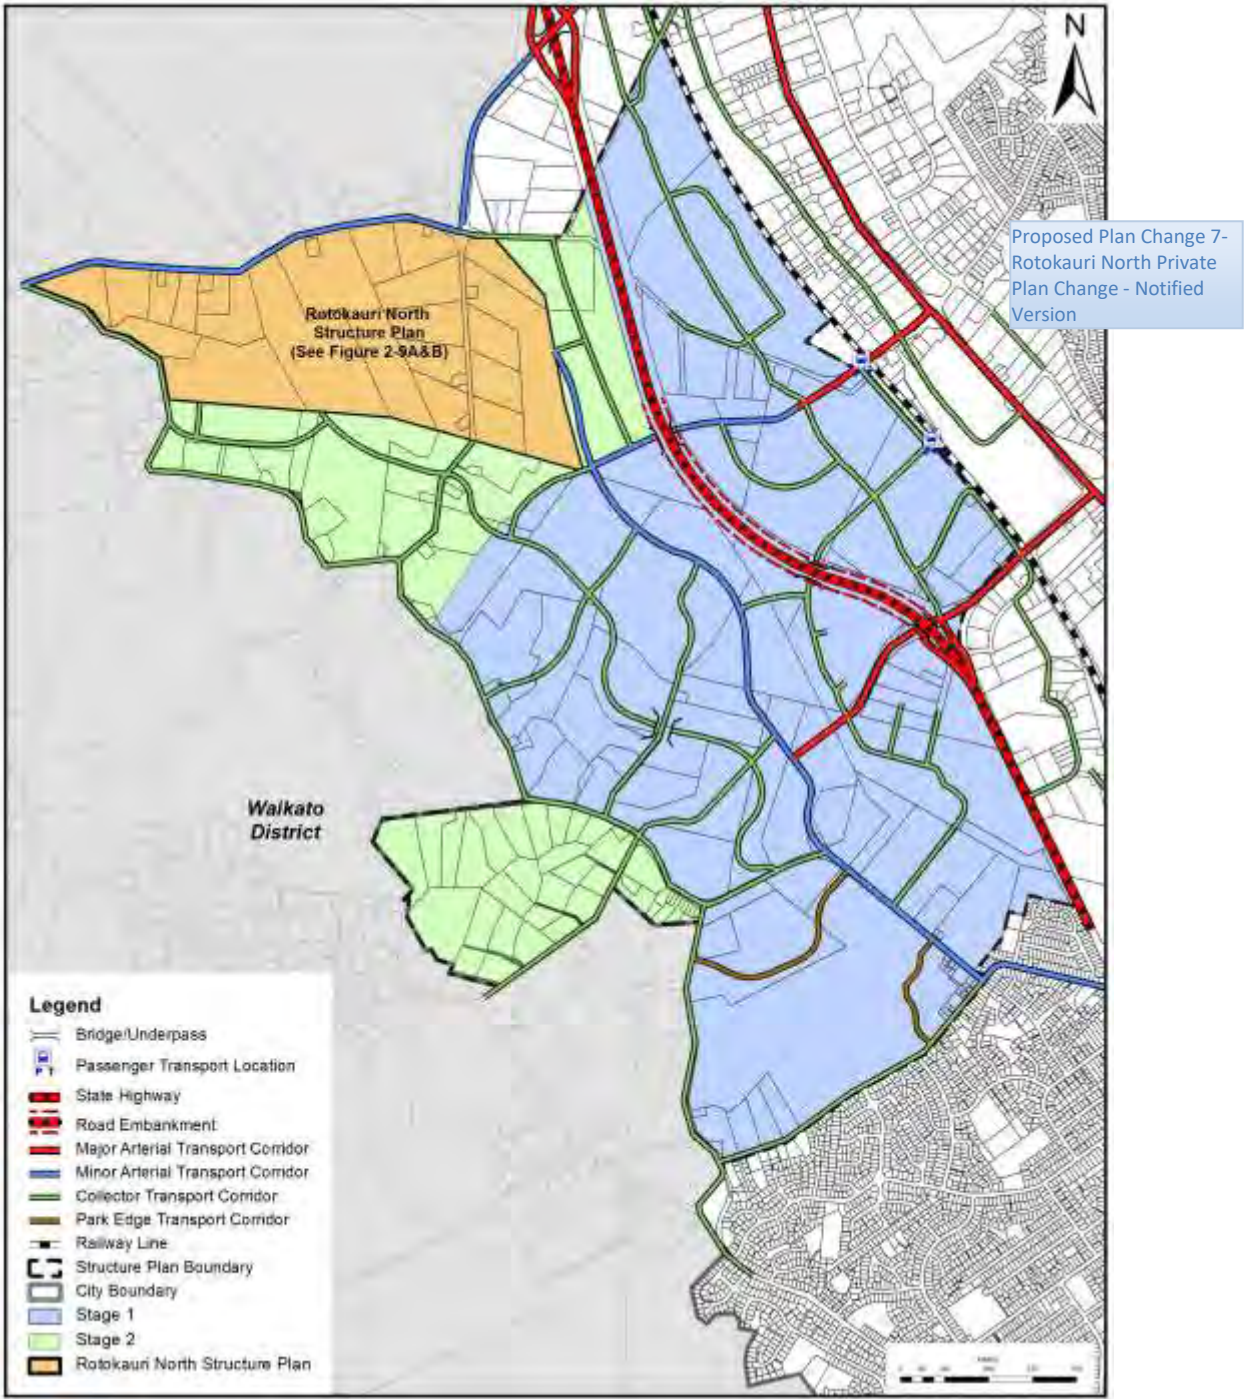 N
Proposed Plan Change 7-
Rotokauri North Private
Plan Change - Notified
Version
Rotokauri North
Structure Plan
(See Figure 2-9A&B)
Waikato
District
Legend
Bridge/Underpass
P T
Passenger Transport Location
State Highway
Road Embankment
Major Arterial Transport Corridor
Minor Arterial Transport Corridor
Collector Transport Corridor
Park Edge Transport Corridor
Railway Line
Structure Plan Boundary
City Boundary
Stage 1
Stage 2
Rotokauri North Structure Plan